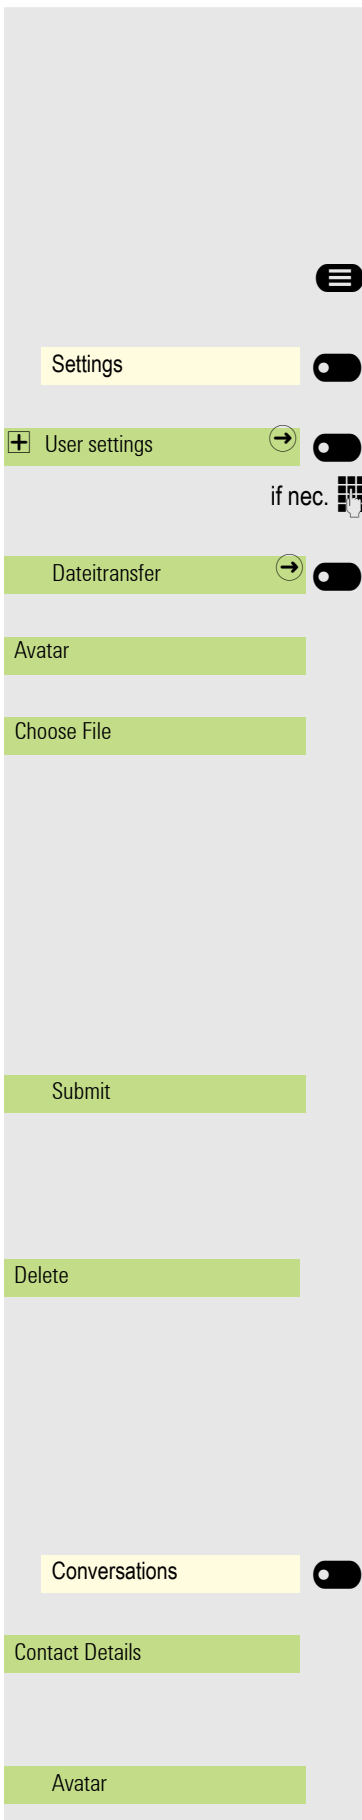 Settings
User settings
if nec.
Dateitransfer
Avatar
Choose File
Submit
Delete
Conversations
Contact Details
Avatar